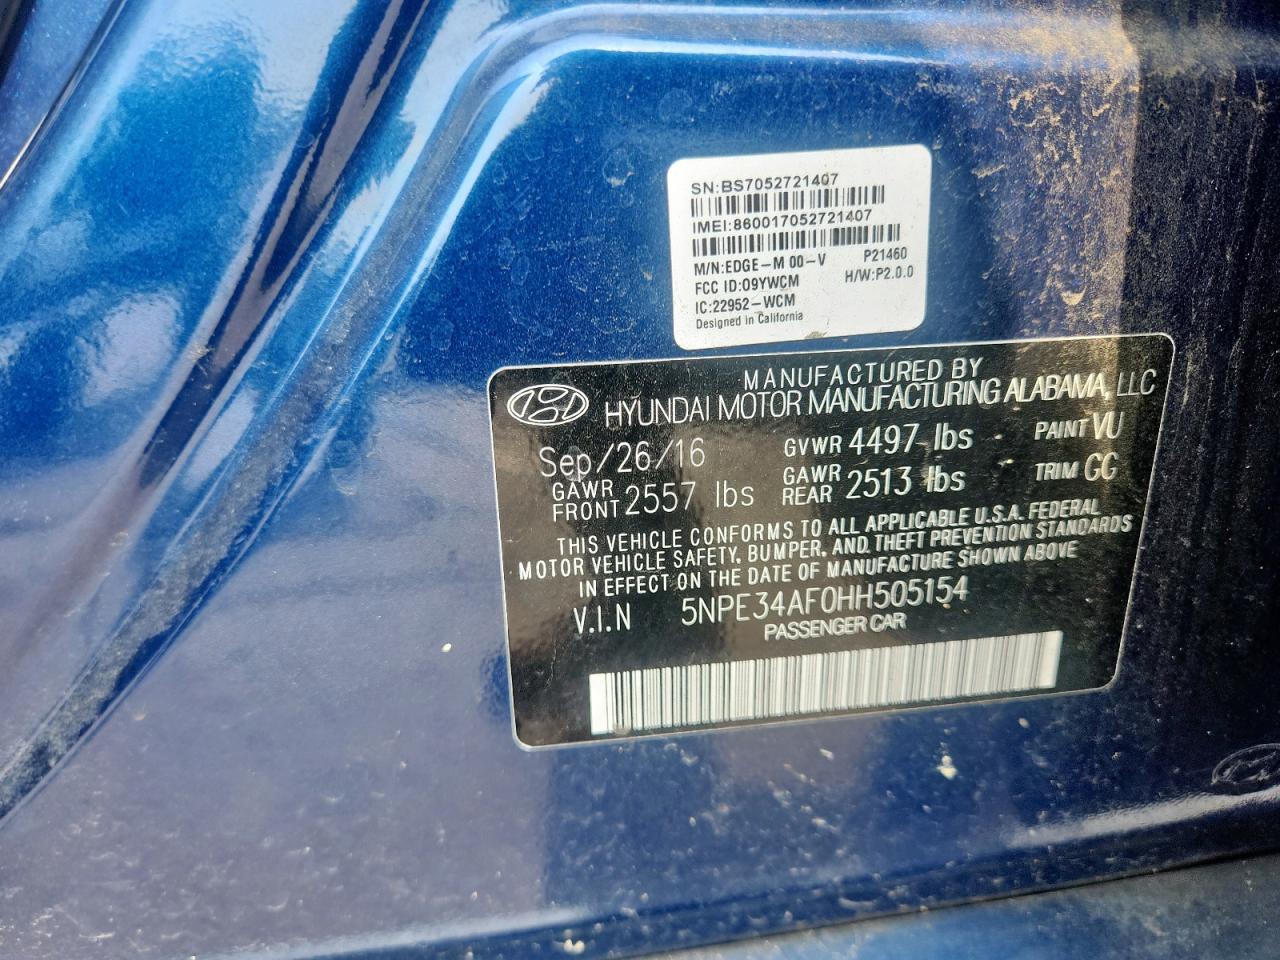 SN:BS7052721407
IMEI:860017052721407
M/N:EDGE-M 00-V P21460
FCC ID:09YWCM H/W:P2.0.0
IC:22952-WCM
Designed in California
MANUFACTURED BY
HYUNDAI MOTOR MANUFACTURING ALABAMA, LLC
Sep/26/16 GVWR 4497 lbs PAINT VU
GAWR FRONT 2557 lbs GAWR REAR 2513 lbs TRIM GG
THIS VEHICLE CONFORMS TO ALL APPLICABLE U.S.A. FEDERAL
MOTOR VEHICLE SAFETY, BUMPER, AND THEFT PREVENTION STANDARDS
IN EFFECT ON THE DATE OF MANUFACTURE SHOWN ABOVE
V.I.N 5NPE34AF0HH505154
PASSENGER CAR